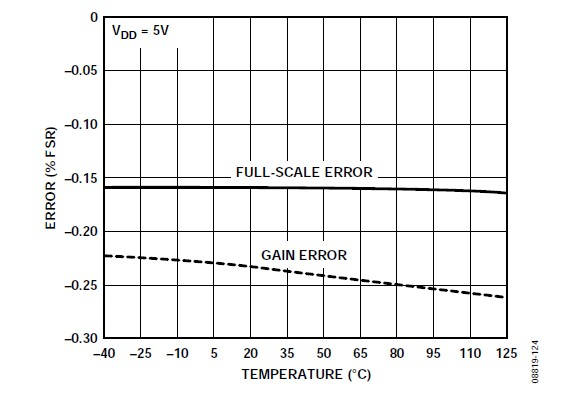 0
V_DD = 5V
–0.05
–0.10
–0.15
–0.20
–0.25
–0.30
ERROR (% FSR)
FULL-SCALE ERROR
GAIN ERROR
–40 –25 –10 5 20 35 50 65 80 95 110 125
TEMPERATURE (°C)
08819-124